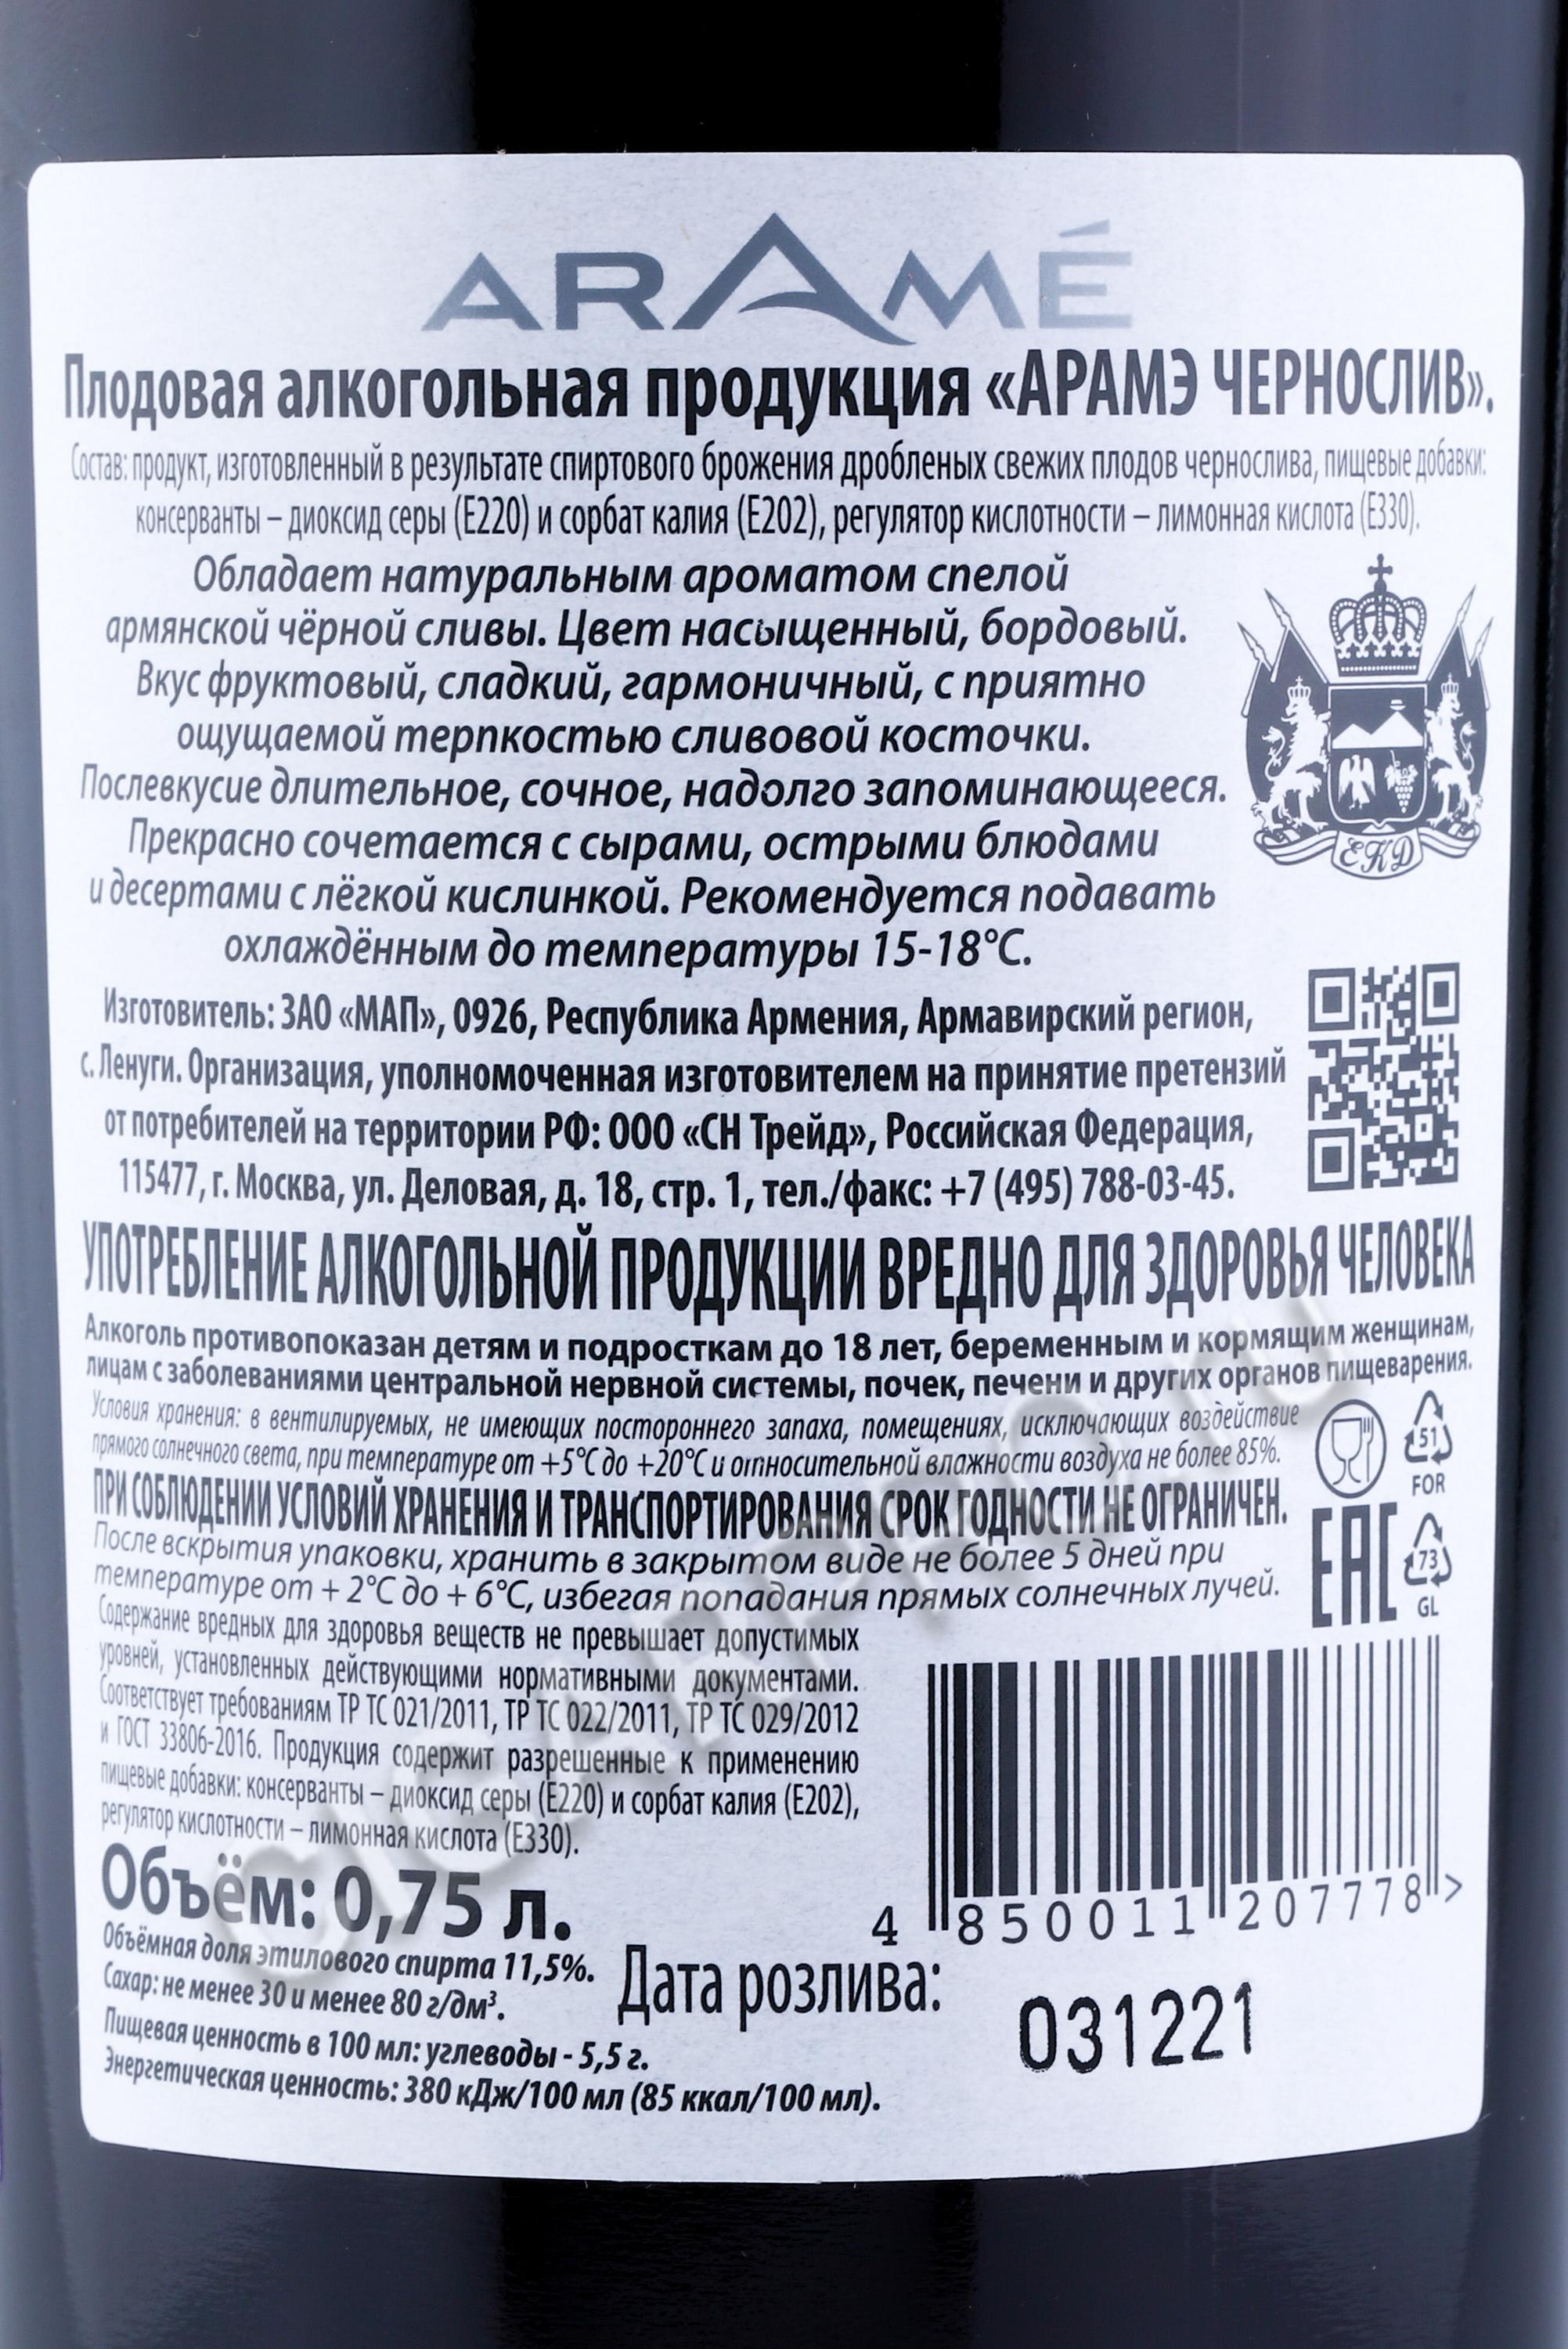 ARAMÉ
Плодовая алкогольная продукция «АРАМЭ ЧЕРНОСЛИВ».
Состав: продукт, изготовленный в результате спиртового брожения дробленых свежих плодов чернослива, пищевые добавки:
консерванты – диоксид серы (Е220) и сорбат калия (Е202), регулятор кислотности – лимонная кислота (Е330).
Обладает натуральным ароматом спелой
армянской чёрной сливы. Цвет насыщенный, бордовый.
Вкус фруктовый, сладкий, гармоничный, с приятно
ощущаемой терпкостью сливовой косточки.
Послевкусие длительное, сочное, надолго запоминающееся.
Прекрасно сочетается с сырами, острыми блюдами
и десертами с лёгкой кислинкой. Рекомендуется подавать
охлаждённым до температуры 15-18°С.
ЕКД
Изготовитель: ЗАО «МАП», 0926, Республика Армения, Армавирский регион,
с. Ленуги. Организация, уполномоченная изготовителем на принятие претензий
от потребителей на территории РФ: ООО «СН Трейд», Российская Федерация,
115477, г. Москва, ул. Деловая, д. 18, стр. 1, тел./факс: +7 (495) 788-03-45.
УПОТРЕБЛЕНИЕ АЛКОГОЛЬНОЙ ПРОДУКЦИИ ВРЕДНО ДЛЯ ЗДОРОВЬЯ ЧЕЛОВЕКА
Алкоголь противопоказан детям и подросткам до 18 лет, беременным и кормящим женщинам,
лицам с заболеваниями центральной нервной системы, почек, печени и других органов пищеварения.
Условия хранения: в вентилируемых, не имеющих постороннего запаха, помещениях, исключающих воздействие
прямого солнечного света, при температуре от +5°С до +20°С и относительной влажности воздуха не более 85%.
ПРИ СОБЛЮДЕНИИ УСЛОВИЙ ХРАНЕНИЯ И ТРАНСПОРТИРОВАНИЯ СРОК ГОДНОСТИ НЕ ОГРАНИЧЕН.
После вскрытия упаковки, хранить в закрытом виде не более 5 дней при
температуре от + 2°С до + 6°С, избегая попадания прямых солнечных лучей.
51
FOR
EAC
73
GL
Содержание вредных для здоровья веществ не превышает допустимых
уровней, установленных действующими нормативными документами.
Соответствует требованиям ТР ТС 021/2011, ТР ТС 022/2011, ТР ТС 029/2012
и ГОСТ 33806-2016. Продукция содержит разрешенные к применению
пищевые добавки: консерванты – диоксид серы (Е220) и сорбат калия (Е202),
регулятор кислотности – лимонная кислота (Е330).
Объём: 0,75 л.
4 850011 207778 >
Объёмная доля этилового спирта 11,5%.
Сахар: не менее 30 и менее 80 г/дм³.
Дата розлива:
031221
Пищевая ценность в 100 мл: углеводы - 5,5 г.
Энергетическая ценность: 380 кДж/100 мл (85 ккал/100 мл).